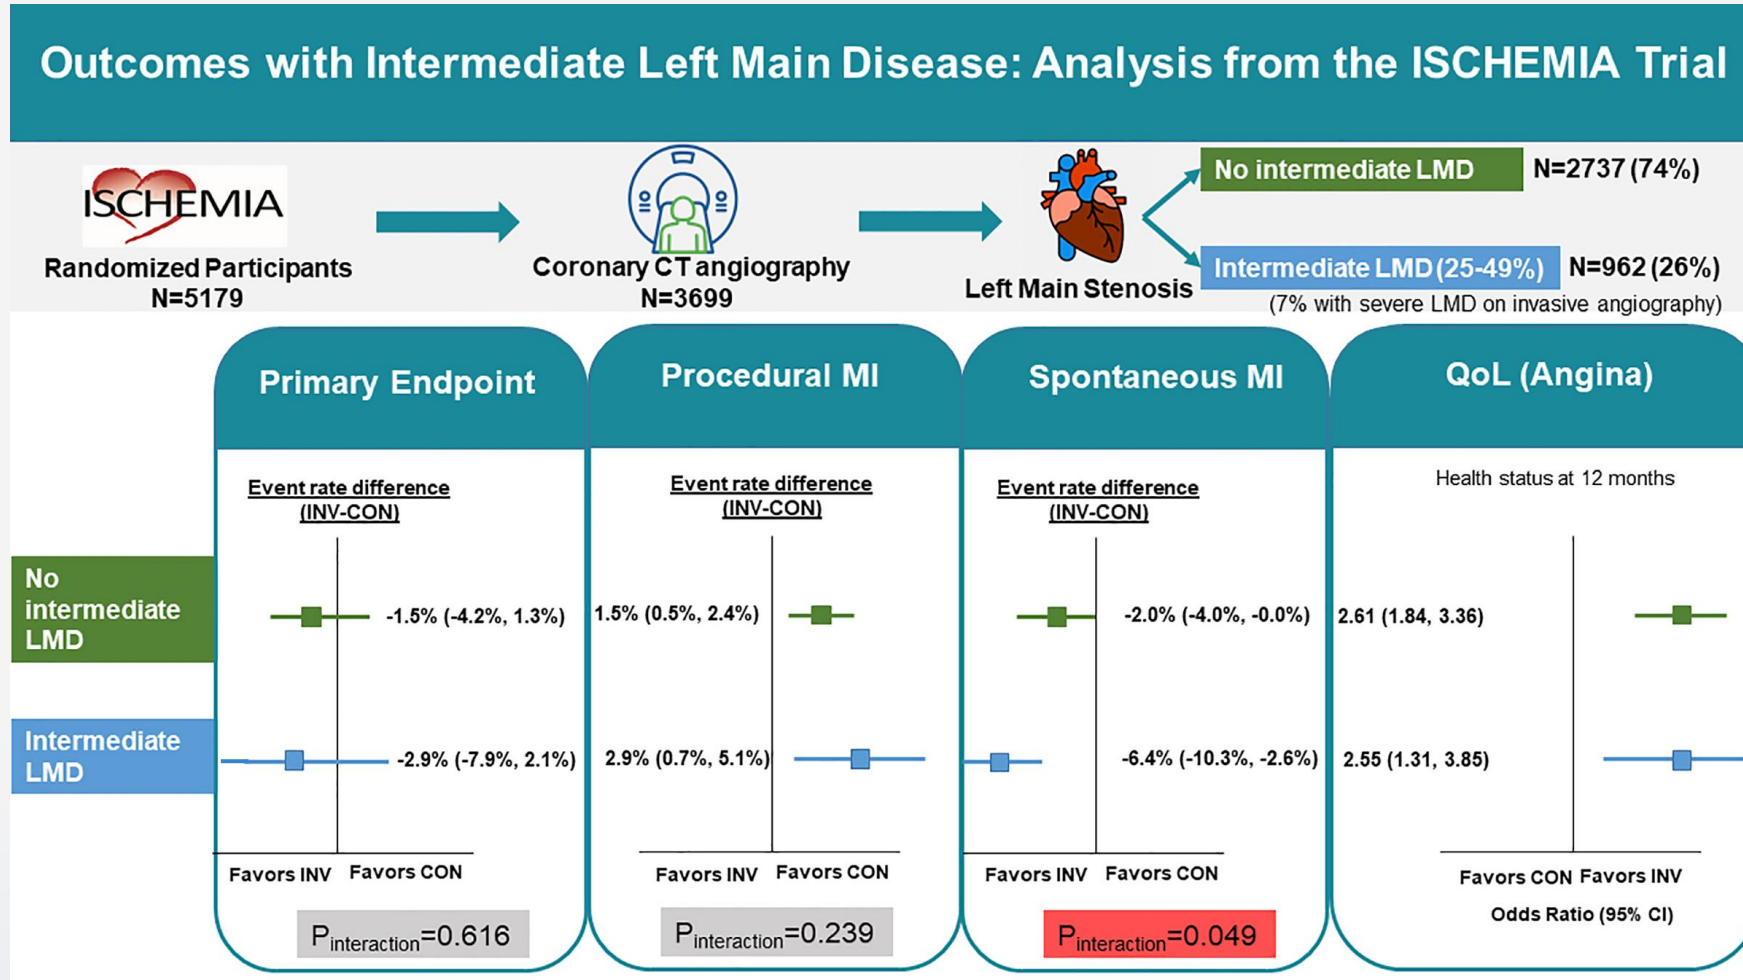 Outcomes with Intermediate Left Main Disease: Analysis from the ISCHEMIA Trial
ISCHEMIA
Randomized Participants
N=5179
Coronary CT angiography
N=3699
Left Main Stenosis
No intermediate LMD
N=2737 (74%)
Intermediate LMD (25-49%)
N=962 (26%)
(7% with severe LMD on invasive angiography)
Primary Endpoint
Procedural MI
Spontaneous MI
QoL (Angina)
Event rate difference
(INV-CON)
Event rate difference
(INV-CON)
Event rate difference
(INV-CON)
Health status at 12 months
No
intermediate
LMD
-1.5% (-4.2%, 1.3%)
1.5% (0.5%, 2.4%)
-2.0% (-4.0%, -0.0%)
2.61 (1.84, 3.36)
Intermediate
LMD
-2.9% (-7.9%, 2.1%)
2.9% (0.7%, 5.1%)
-6.4% (-10.3%, -2.6%)
2.55 (1.31, 3.85)
Favors INV Favors CON
Favors INV Favors CON
Favors INV Favors CON
Favors CON Favors INV
Odds Ratio (95% CI)
Pinteraction=0.616
Pinteraction=0.239
Pinteraction=0.049